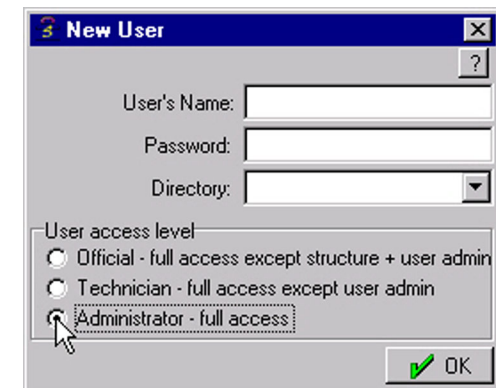 New User
?
User's Name:
Password:
Directory:
User access level
Official - full access except structure + user admin
Technician - full access except user admin
Administrator - full access
OK